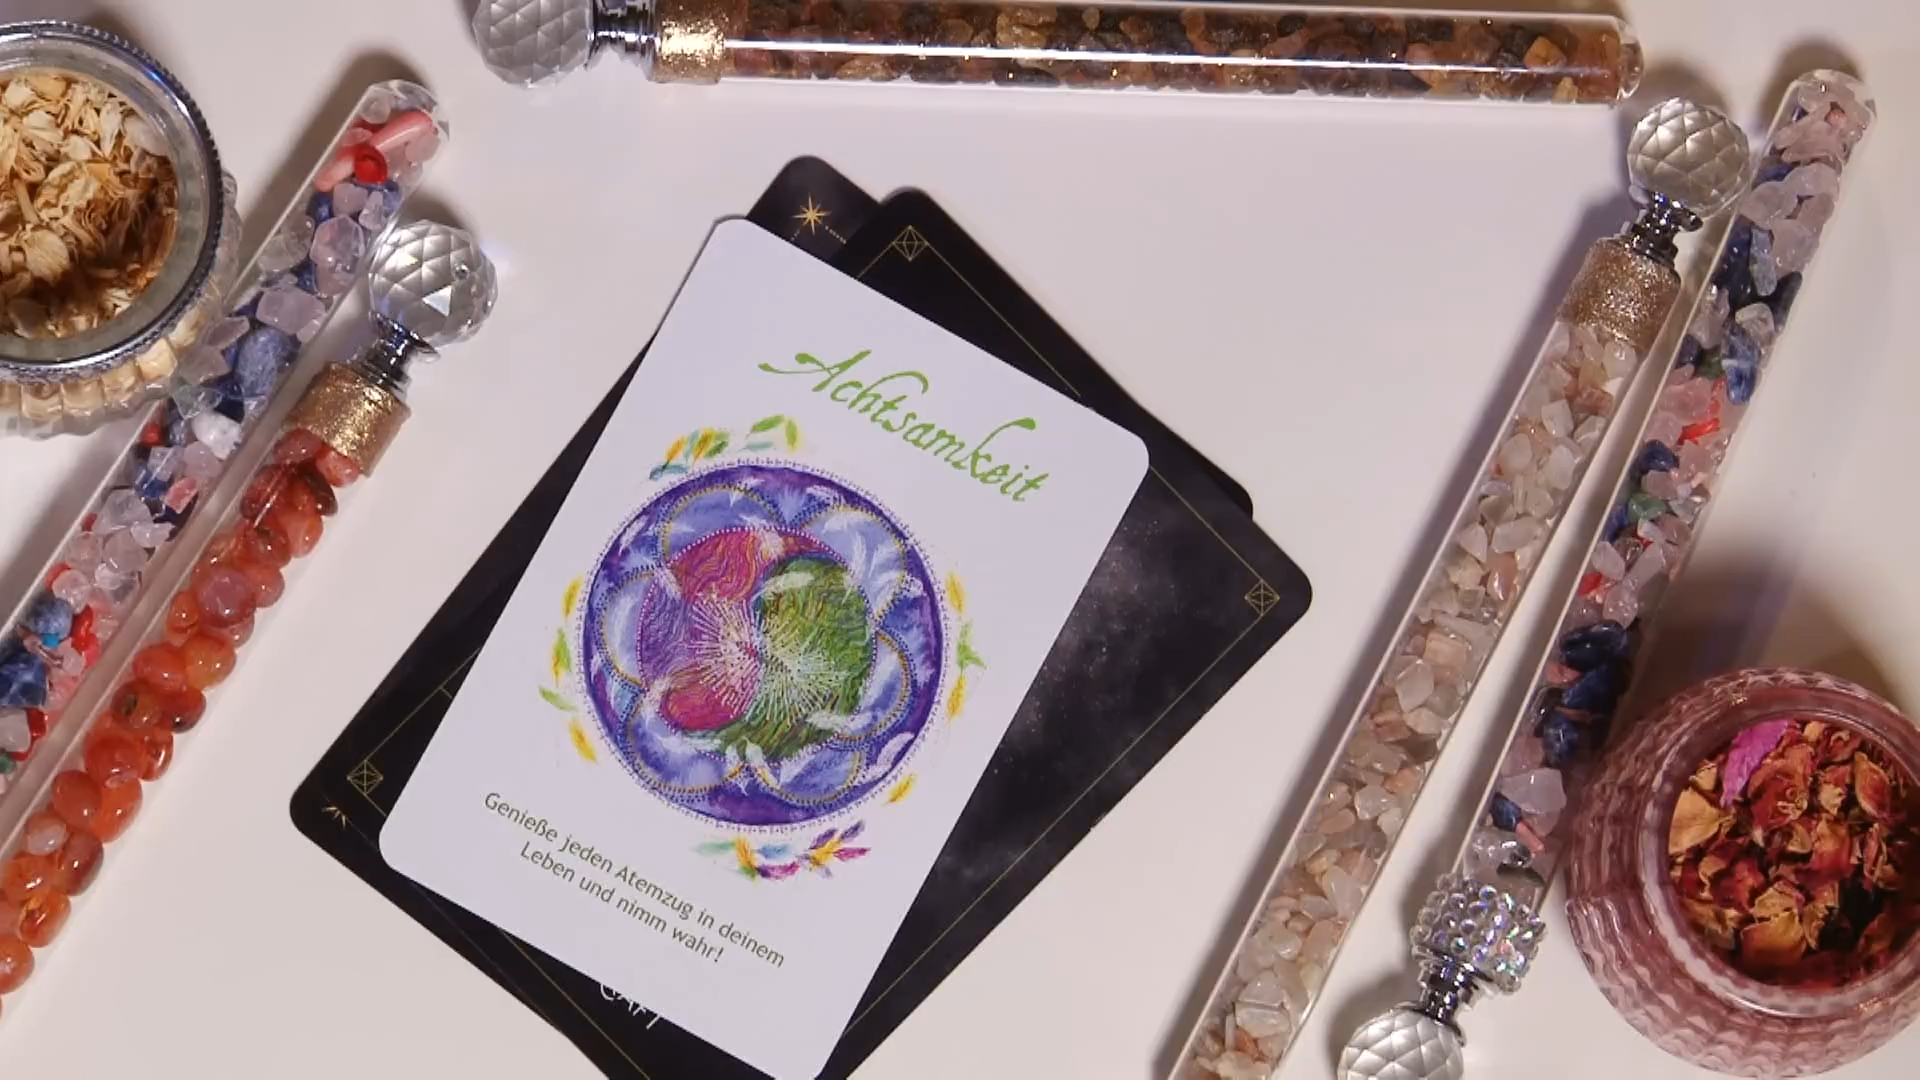 Achtsamkeit
Genieße jeden Atemzug in deinem
Leben und nimm wahr!